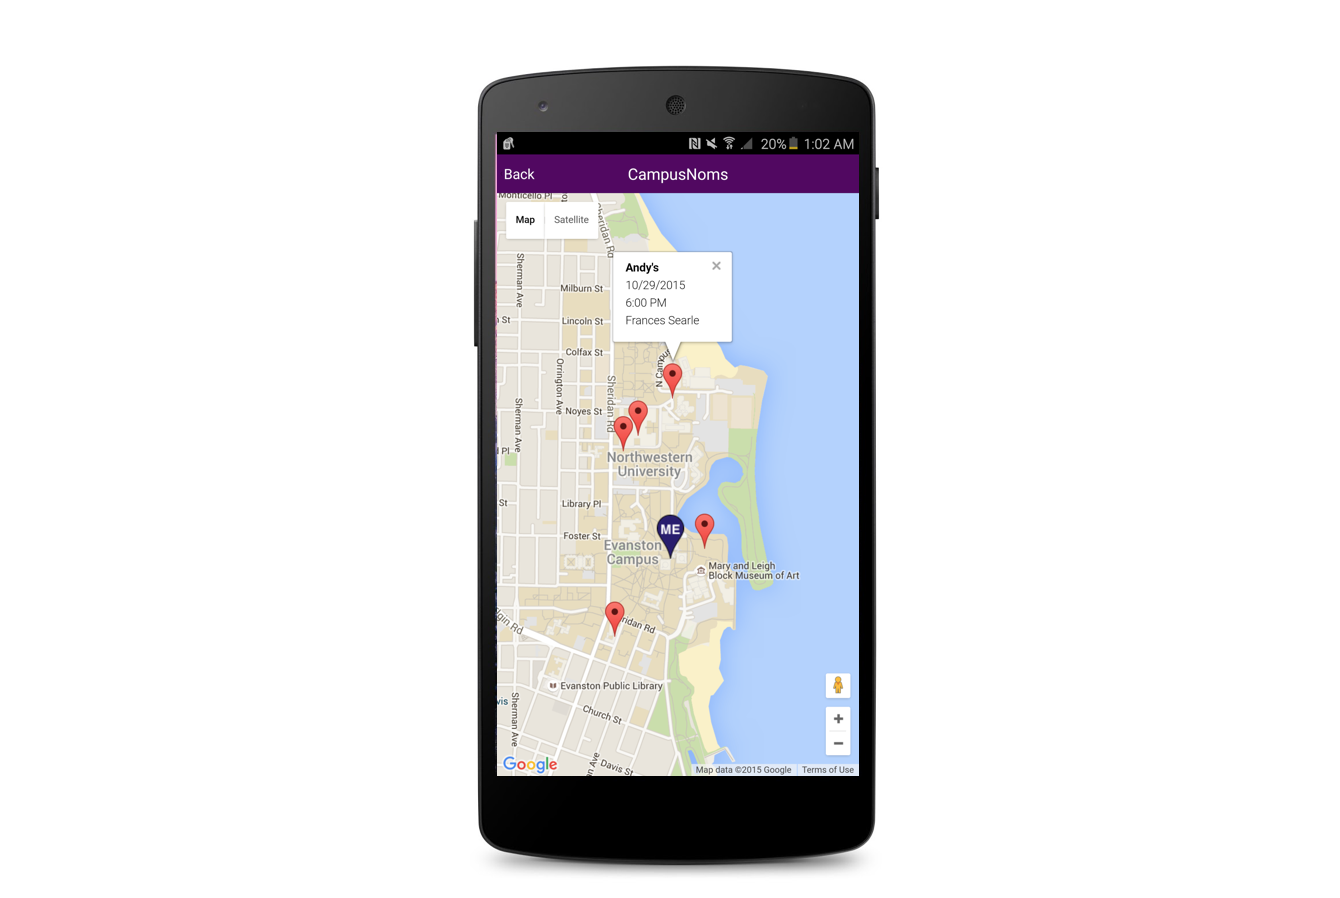 20% 1:02 AM
Back CampusNoms
Monticello Pl
Map Satellite
Sheridan Rd
Sherman Ave
Andy's
10/29/2015
6:00 PM
Frances Searle
Milburn St
Lincoln St
St
Colfax St
N Campus
Orrington Ave
Sheridan Rd
Noyes St
Sherman Ave
Pl
Northwestern
University
St
Library Pl
ME
Foster St
Evanston
Campus
Mary and Leigh
Block Museum of Art
lgin Rd
ridan Rd
Evanston Public Library
vis
Sherman Ave
Church St
Google
n Ave
Davis St
Map data ©2015 Google Terms of Use